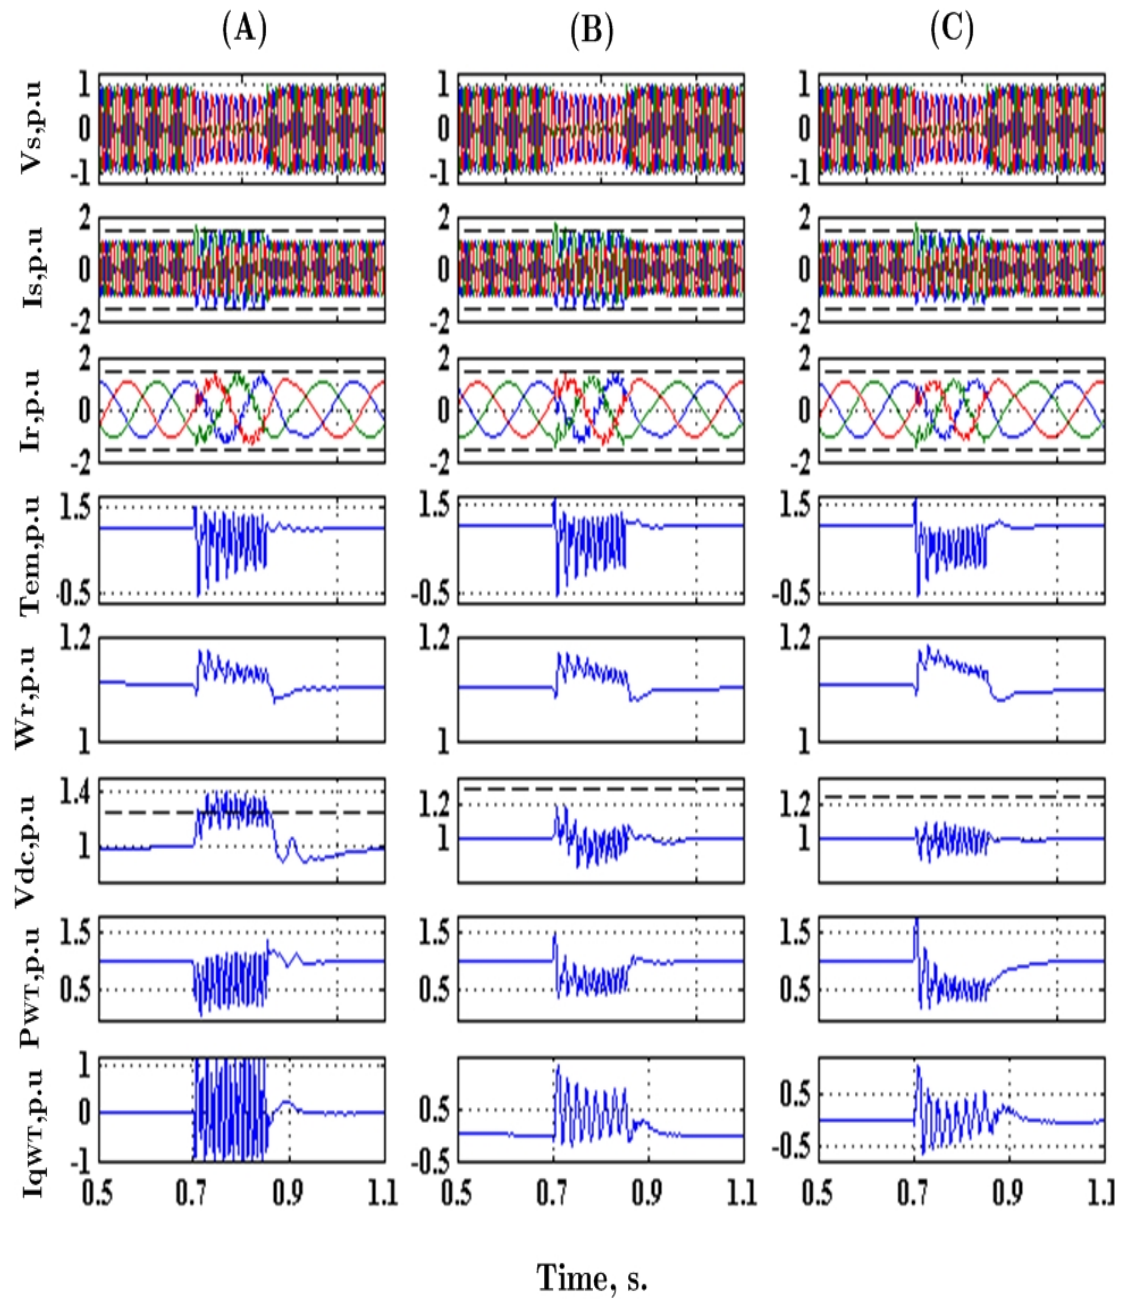 (A) (B) (C)
Vs,p.u
1 1 1
0 0 0
-1 -1 -1
Is,p.u
2 2 2
0 0 0
-2 -2 -2
Ir,p.u
2 2 2
0 0 0
-2 -2 -2
Tem,p.u
1.5 1.5 1.5
-0.5 -0.5 -0.5
Wr,p.u
1.2 1.2 1.2
1 1 1
Vdc,p.u
1.4 1.2 1.2
1 1 1
PWT,p.u
1.5 1.5 1.5
0.5 0.5 0.5
IqWT,p.u
1 0.5 0.5
0
-1 -0.5 -0.5
0.5 0.7 0.9 1.1 0.5 0.7 0.9 1.1 0.5 0.7 0.9 1.1
Time, s.